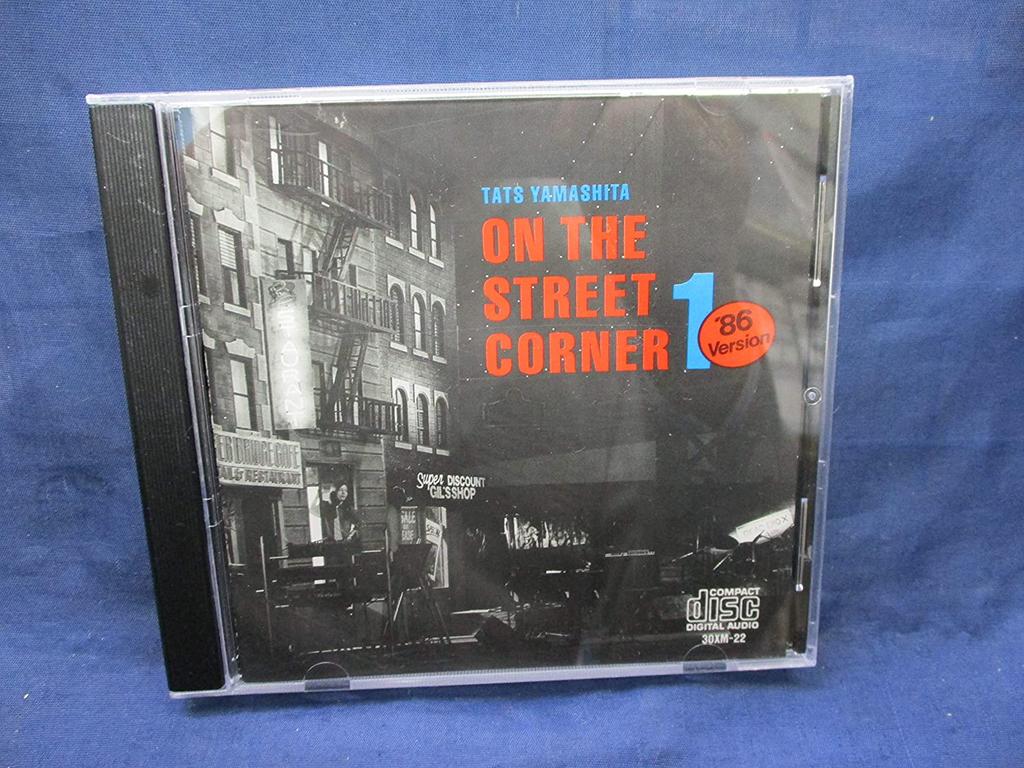 TATS YAMASHITA
ON THE
STREET
CORNER 1
'86
Version
& RESTAURANT
Super DISCOUNT
GIL'S SHOP
SALE
COMPACT
disc
DIGITAL AUDIO
30XM-22